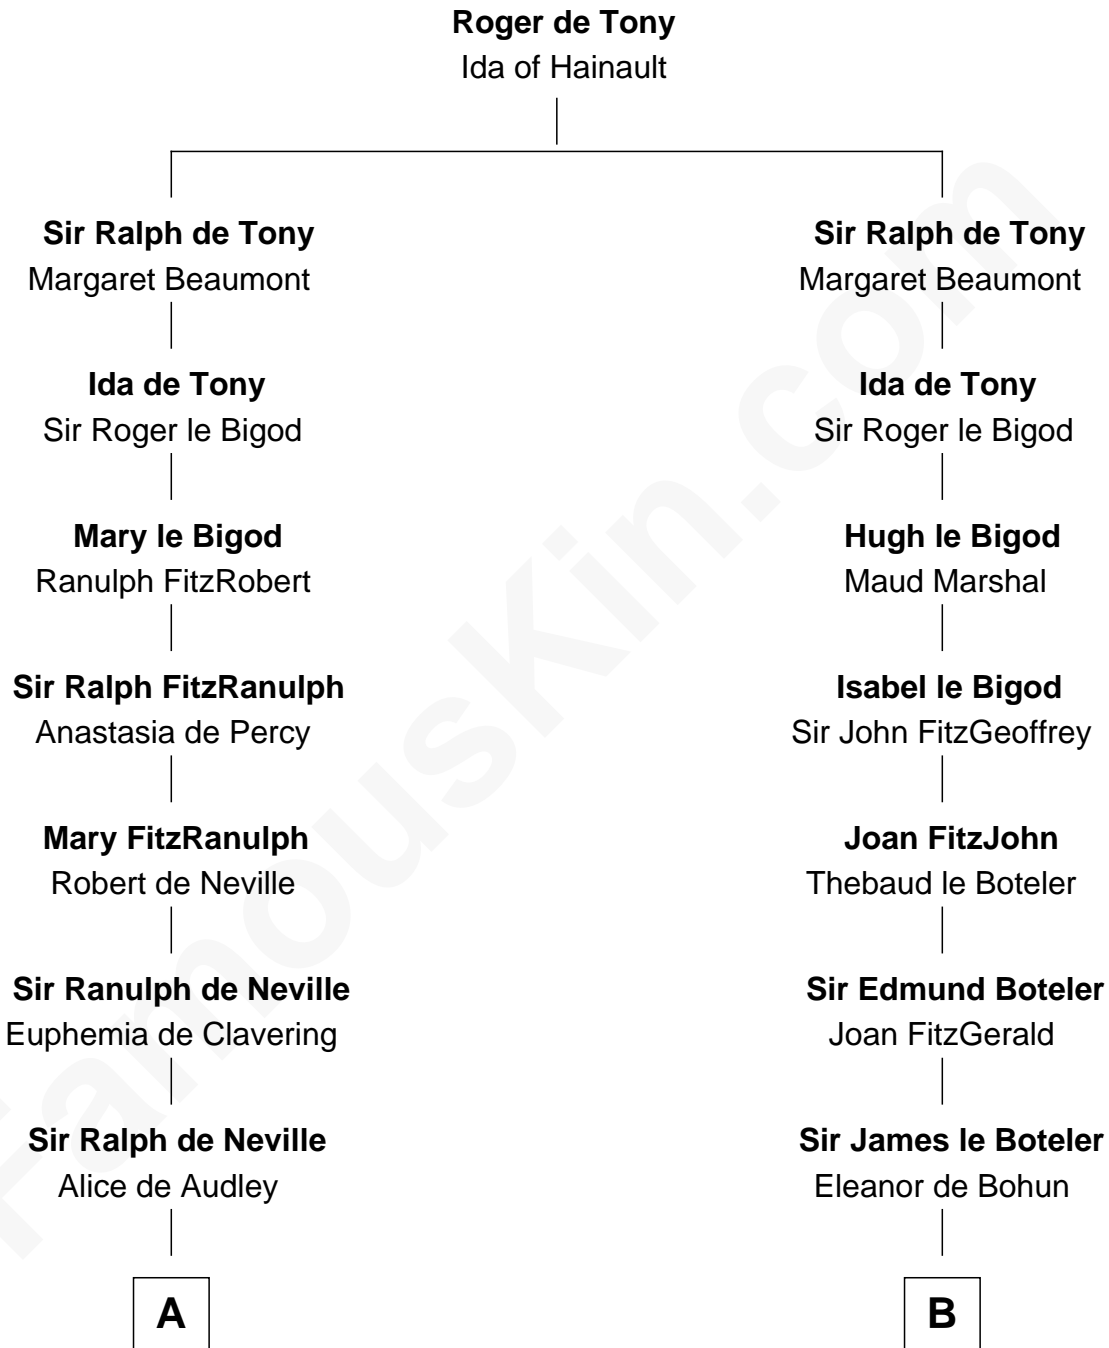 Roger de Tony
Ida of Hainault
Sir Ralph de Tony
Margaret Beaumont
Sir Ralph de Tony
Margaret Beaumont
Ida de Tony
Sir Roger le Bigod
Ida de Tony
Sir Roger le Bigod
Mary le Bigod
Ranulph FitzRobert
Hugh le Bigod
Maud Marshal
Sir Ralph FitzRanulph
Anastasia de Percy
Isabel le Bigod
Sir John FitzGeoffrey
Mary FitzRanulph
Robert de Neville
Joan FitzJohn
Thebaud le Boteler
Sir Ranulph de Neville
Euphemia de Clavering
Sir Edmund Boteler
Joan FitzGerald
Sir Ralph de Neville
Alice de Audley
Sir James le Boteler
Eleanor de Bohun
A
B
FamousKin.com